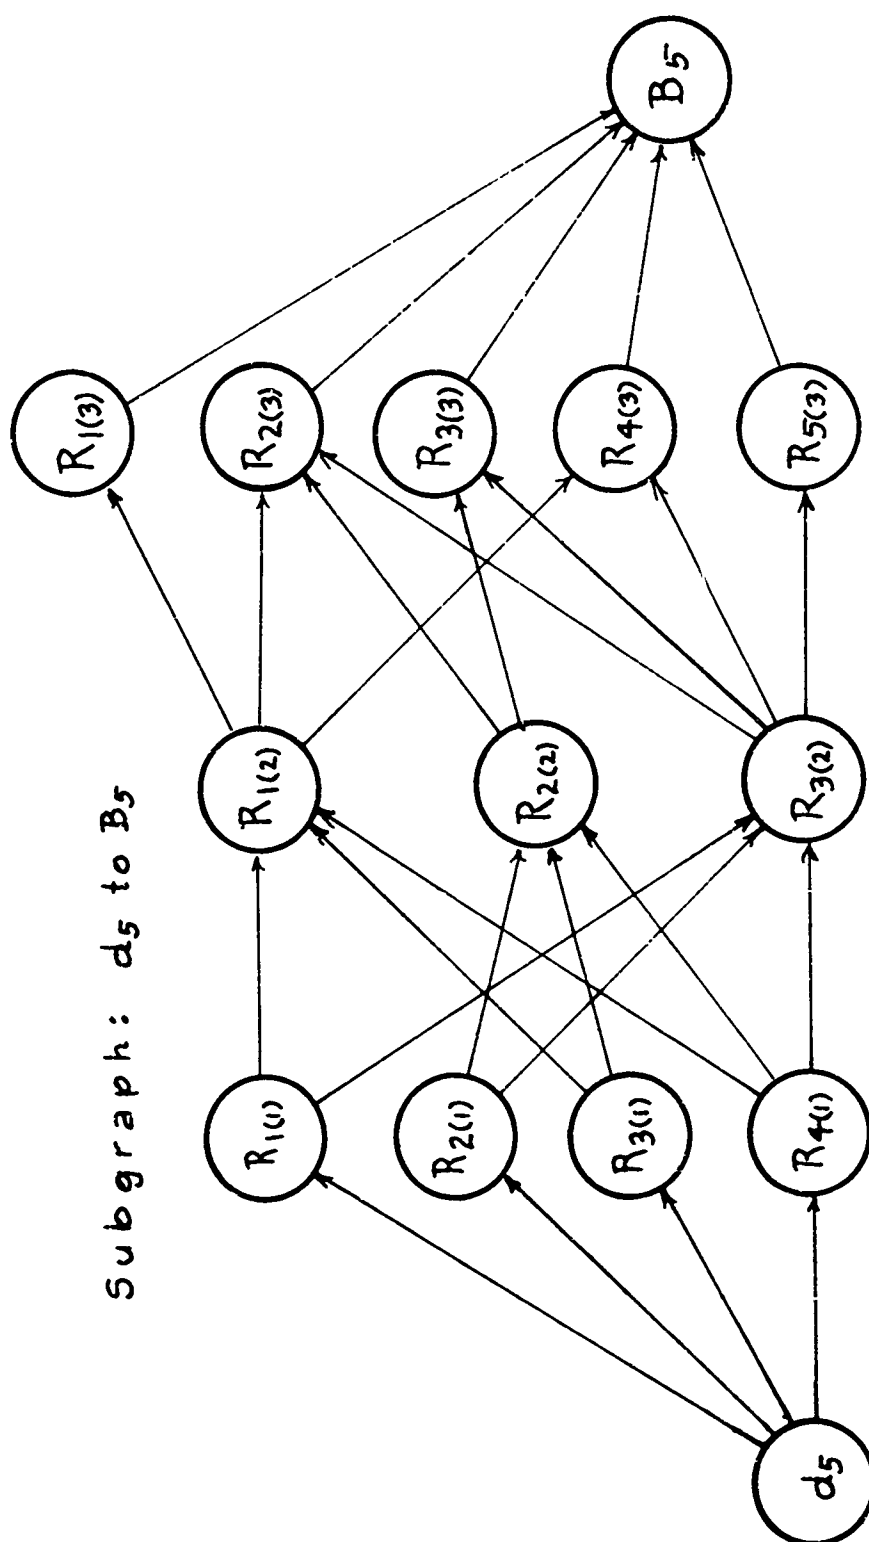 Subgraph: d5 to B5
d5
R1(1)
R2(1)
R3(1)
R4(1)
R1(2)
R2(2)
R3(2)
R1(3)
R2(3)
R3(3)
R4(3)
R5(3)
B5